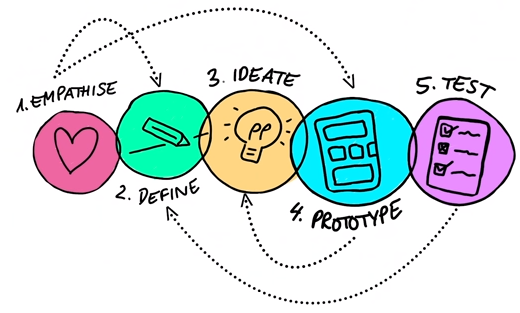 1. EMPATHISE
2. DEFINE
3. IDEATE
4. PROTOTYPE
5. TEST